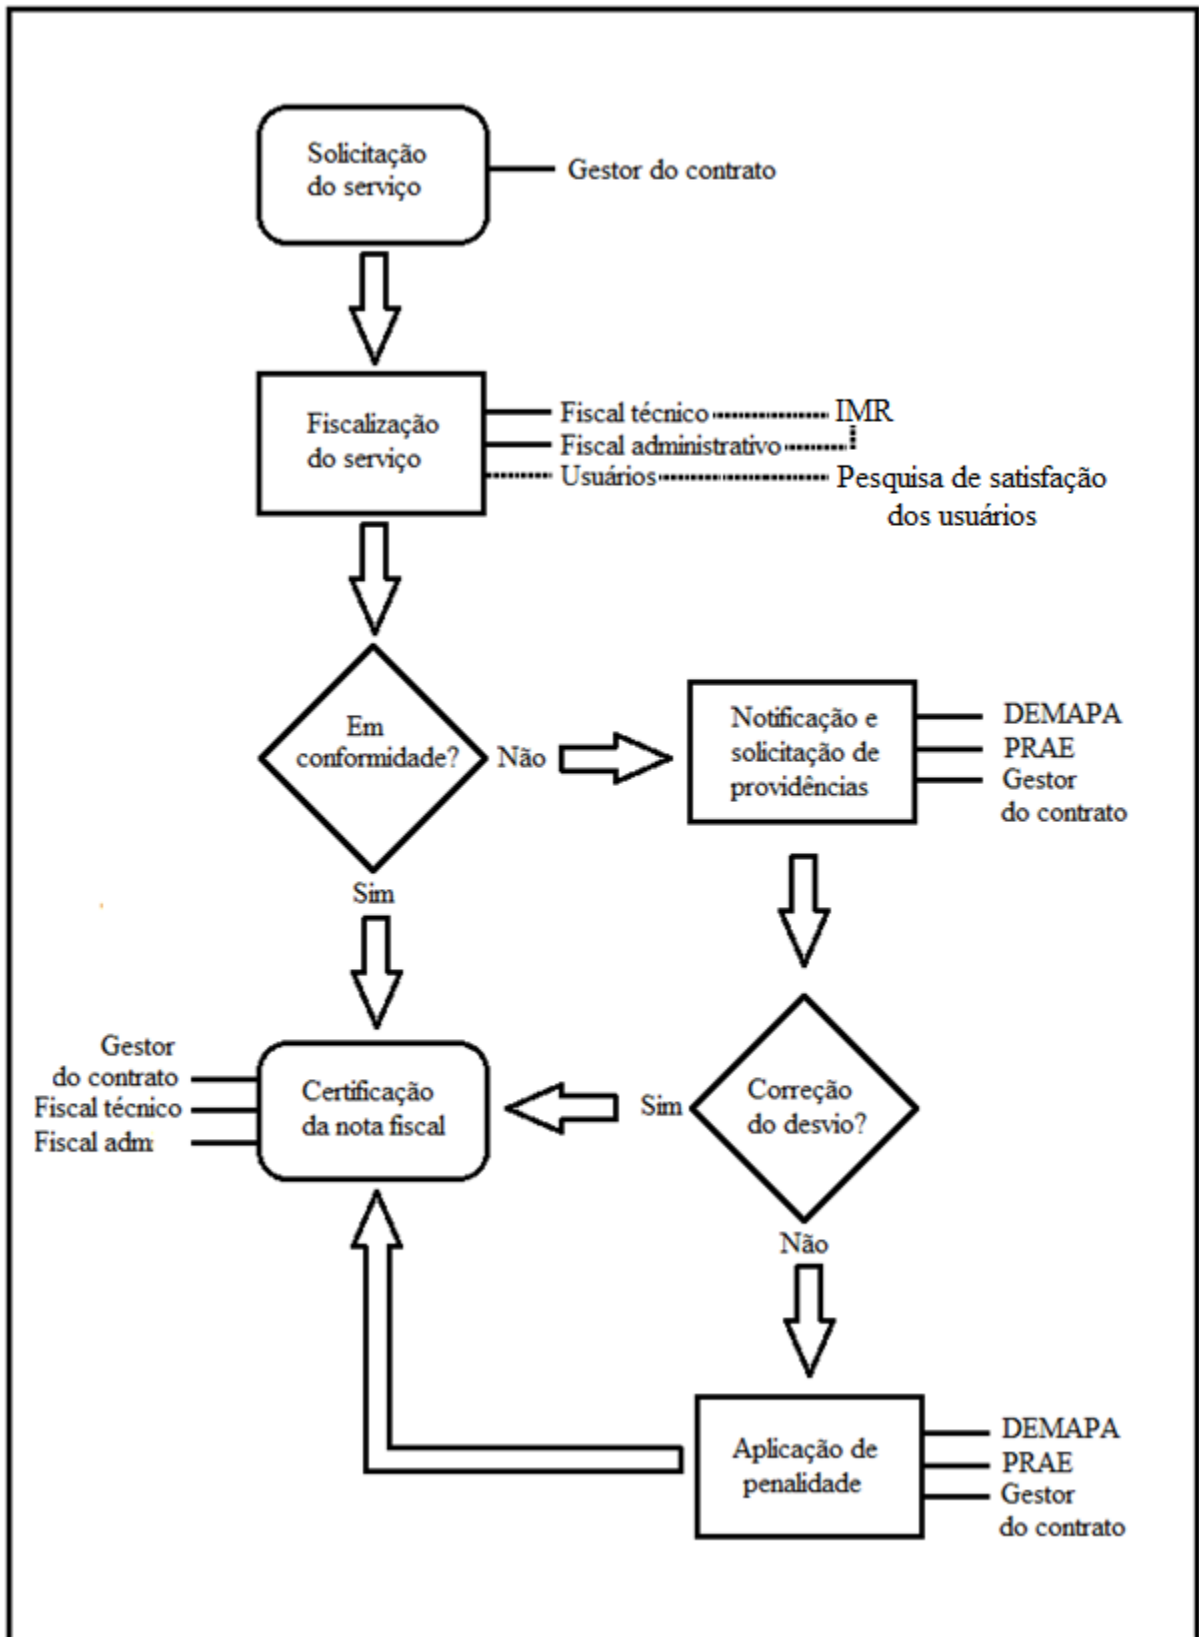 Solicitação
do serviço
Gestor do contrato
Fiscalização
do serviço
Fiscal técnico
IMR
Fiscal administrativo
Usuários
Pesquisa de satisfação
dos usuários
Em
conformidade?
Não
Notificação e
solicitação de
providências
DEMAPA
PRAE
Gestor
do contrato
Sim
Gestor
do contrato
Fiscal técnico
Fiscal adm
Certificação
da nota fiscal
Sim
Correção
do desvio?
Não
Aplicação de
penalidade
DEMAPA
PRAE
Gestor
do contrato